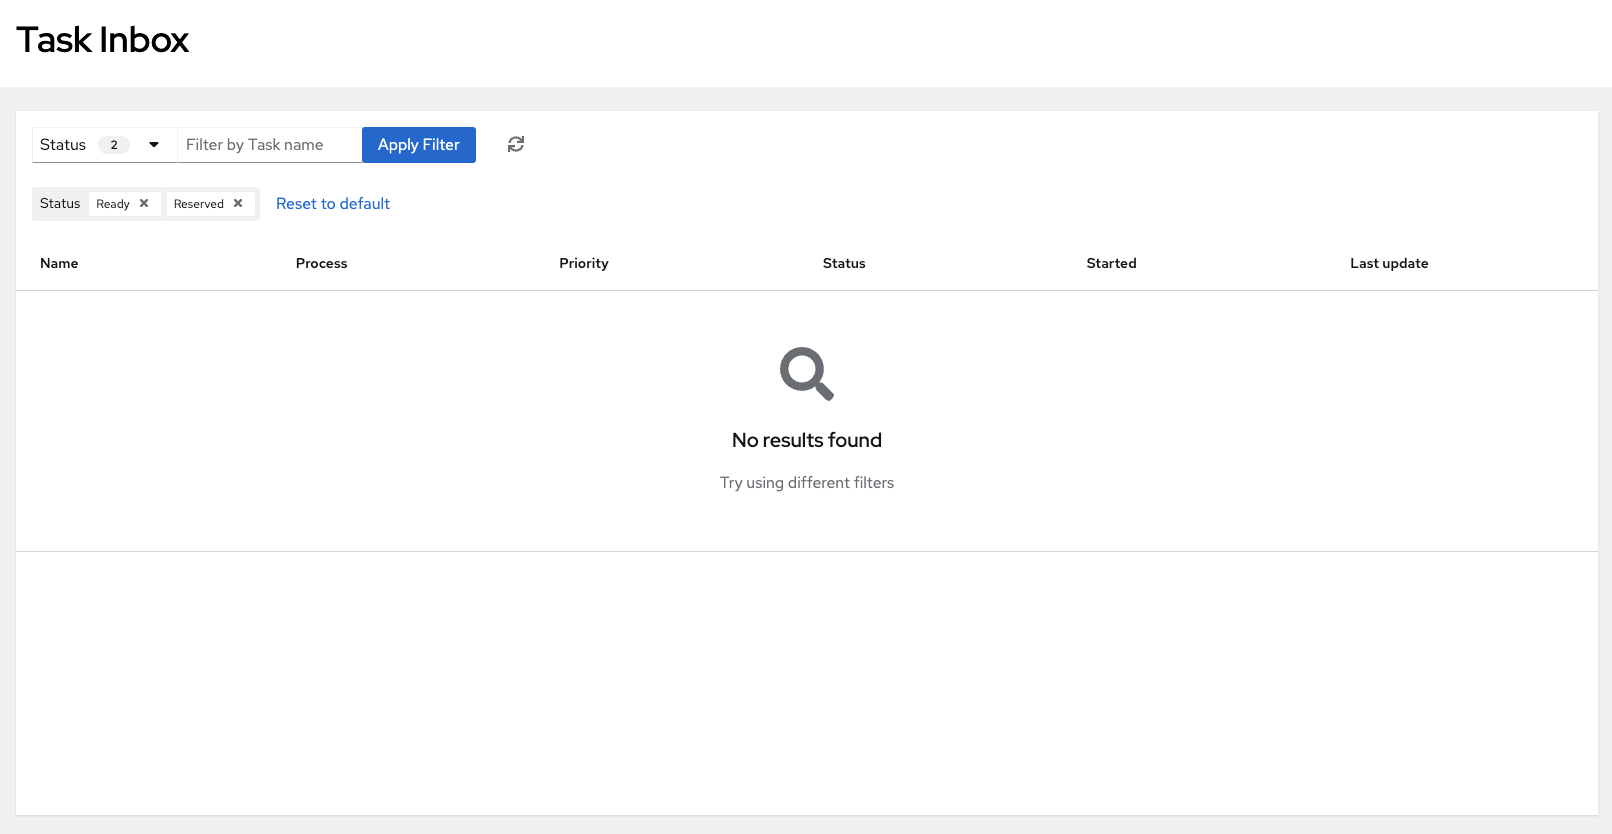 Task Inbox
Status 2 Filter by Task name Apply Filter
Status Ready Reserved Reset to default
Name Process Priority Status Started Last update
No results found
Try using different filters